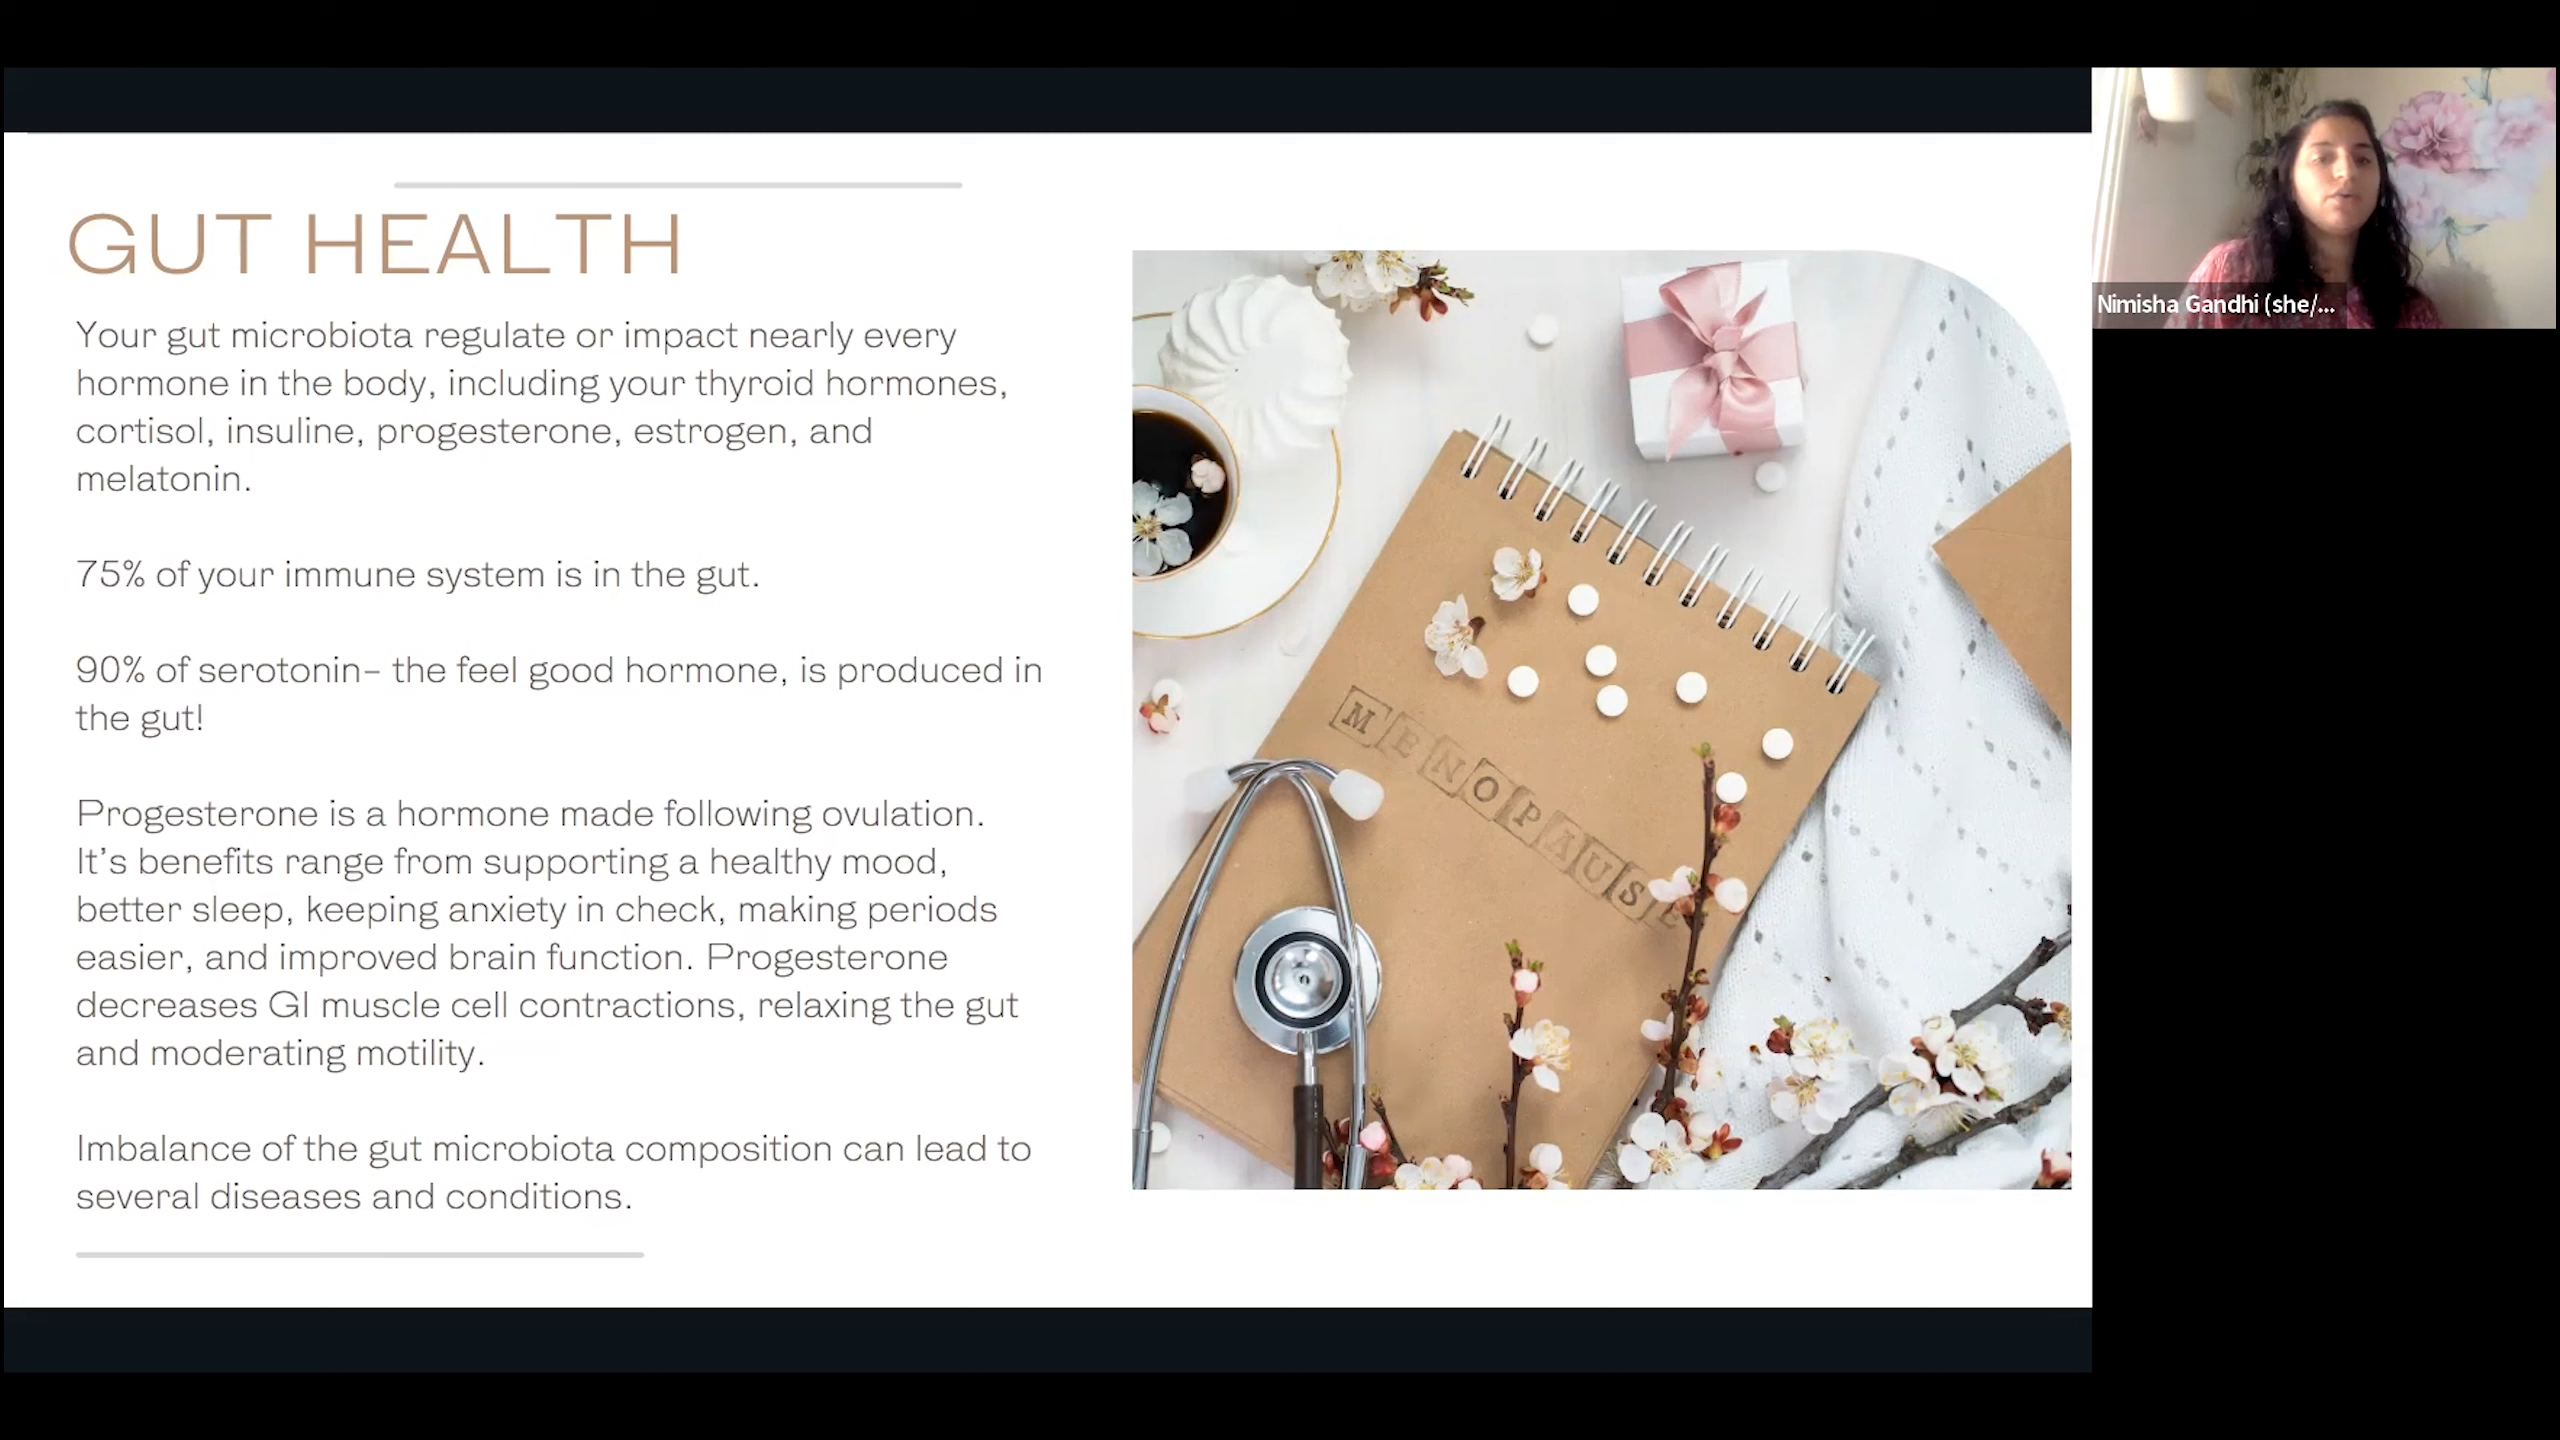 GUT HEALTH
Your gut microbiota regulate or impact nearly every
hormone in the body, including your thyroid hormones,
cortisol, insuline, progesterone, estrogen, and
melatonin.
75% of your immune system is in the gut.
90% of serotonin– the feel good hormone, is produced in
the gut!
Progesterone is a hormone made following ovulation.
It’s benefits range from supporting a healthy mood,
better sleep, keeping anxiety in check, making periods
easier, and improved brain function. Progesterone
decreases GI muscle cell contractions, relaxing the gut
and moderating motility.
Imbalance of the gut microbiota composition can lead to
several diseases and conditions.
MENOPAUSE
Nimisha Gandhi (she/...